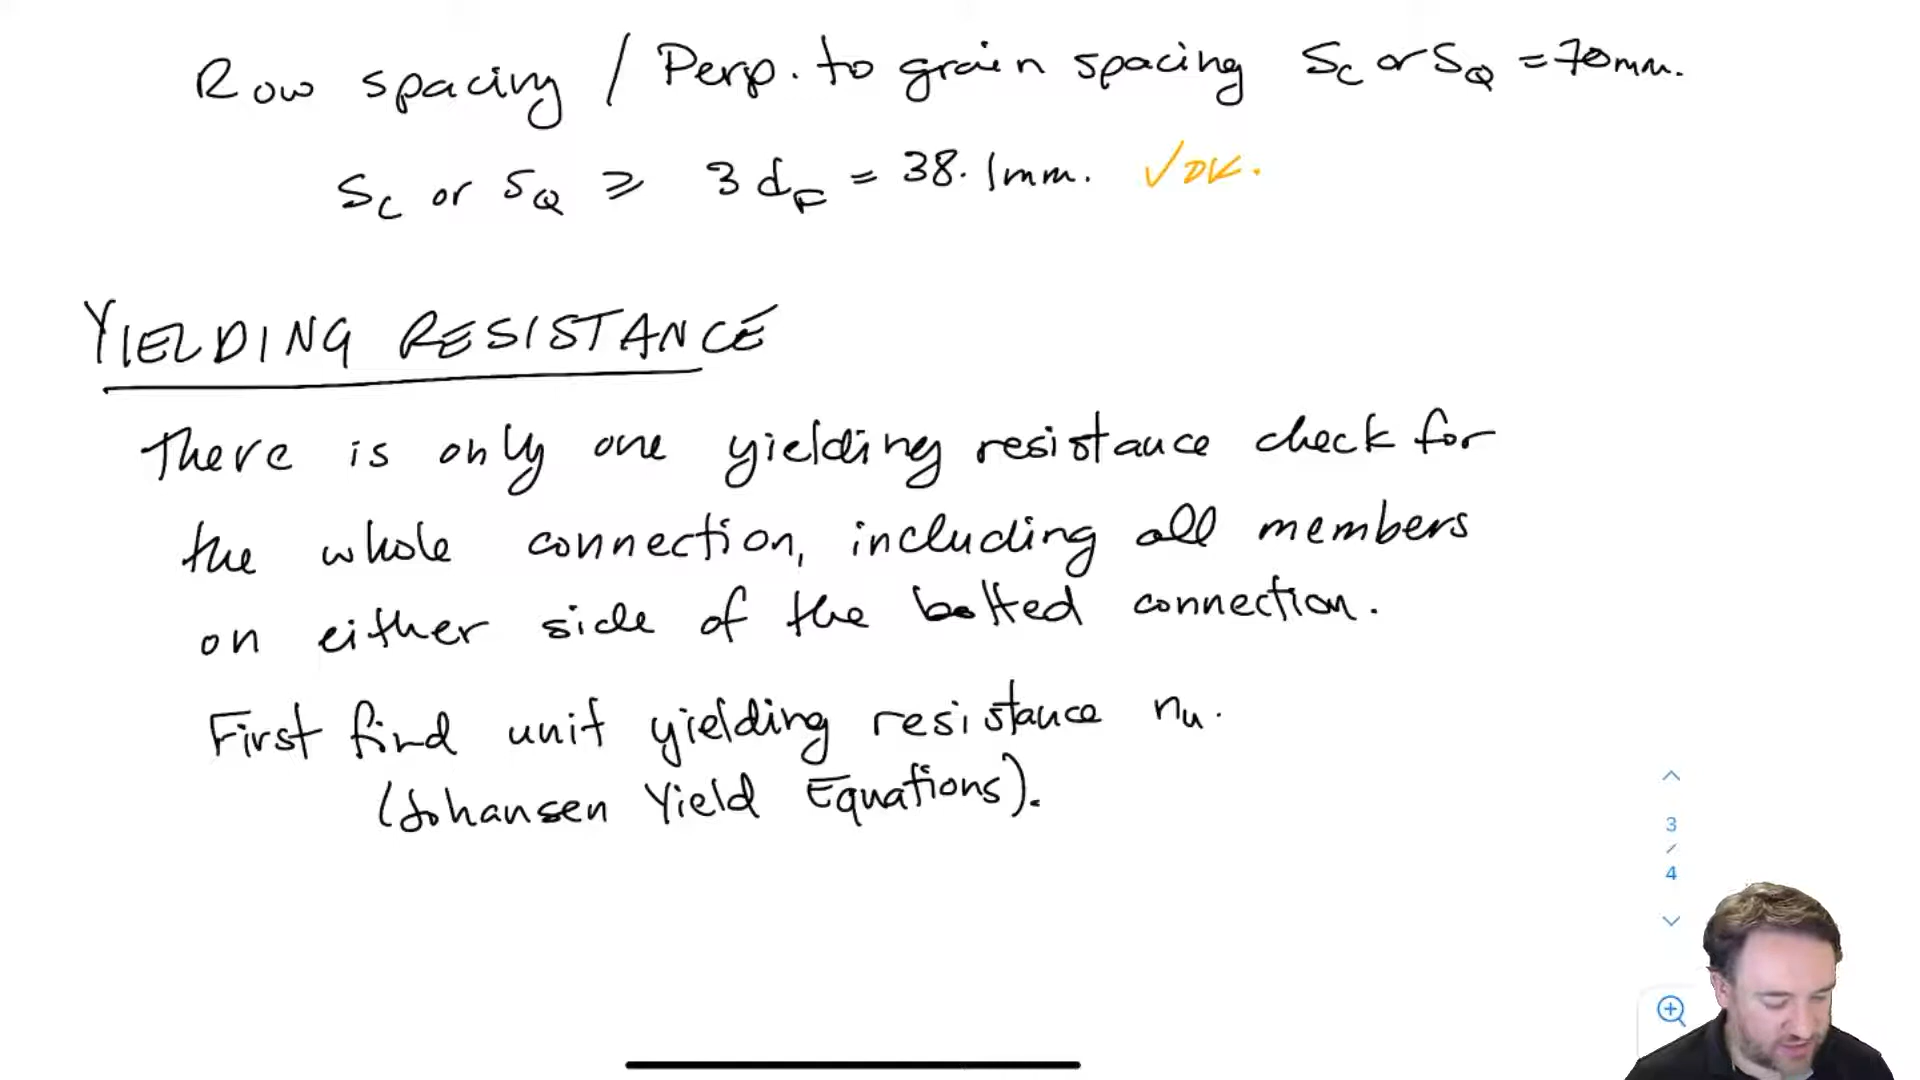 Row spacing / Perp. to grain spacing Sc or SQ = 70mm.
Sc or SQ ⩾ 3dF = 38.1mm. ✓OK.
YIELDING RESISTANCE
There is only one yielding resistance check for
the whole connection, including all members
on either side of the bolted connection.
First find unit yielding resistance nu.
(Johansen Yield Equations).
3
/
4